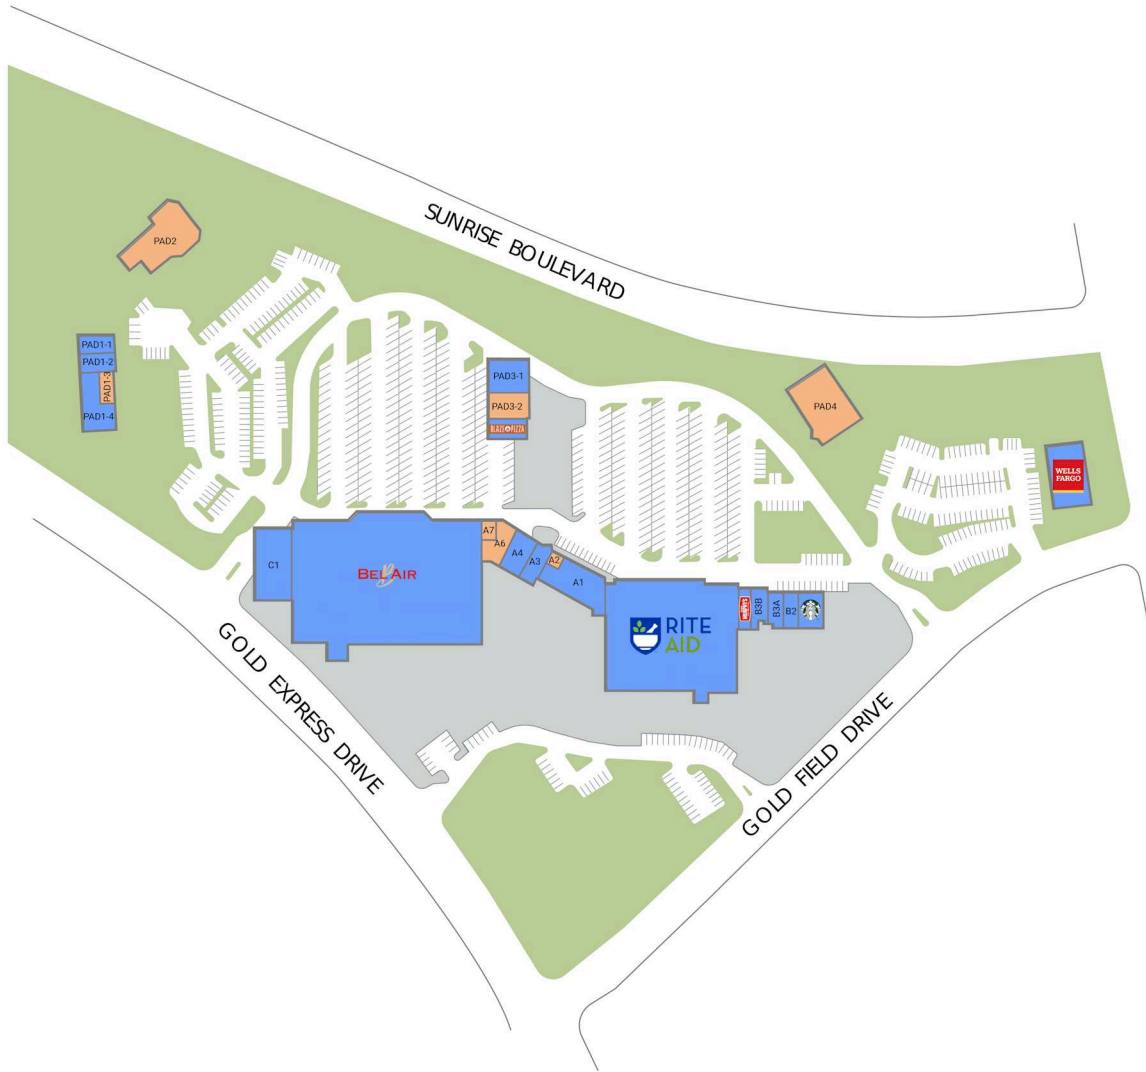 SUNRISE BOULEVARD
PAD2
PAD1-1
PAD1-2
PAD1-3
PAD1-4
PAD3-1
PAD3-2
BLAZE PIZZA
PAD4
WELLS
FARGO
C1
BEL AIR
A7
A6
A4
A3
A2
A1
RITE
AID
B3B
B3A
B2
GOLD EXPRESS DRIVE
GOLD FIELD DRIVE